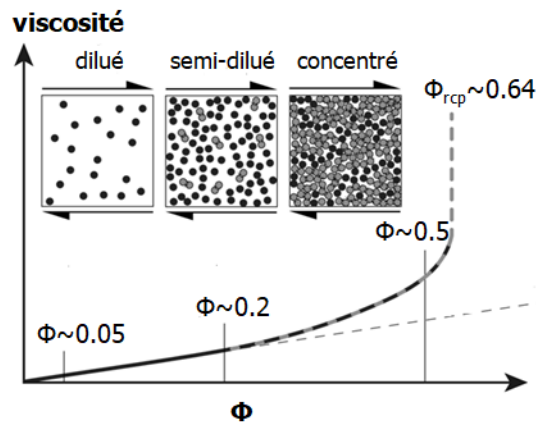 viscosité
dilué
semi-dilué
concentré
Φrcp~0.64
Φ~0.5
Φ~0.2
Φ~0.05
Φ